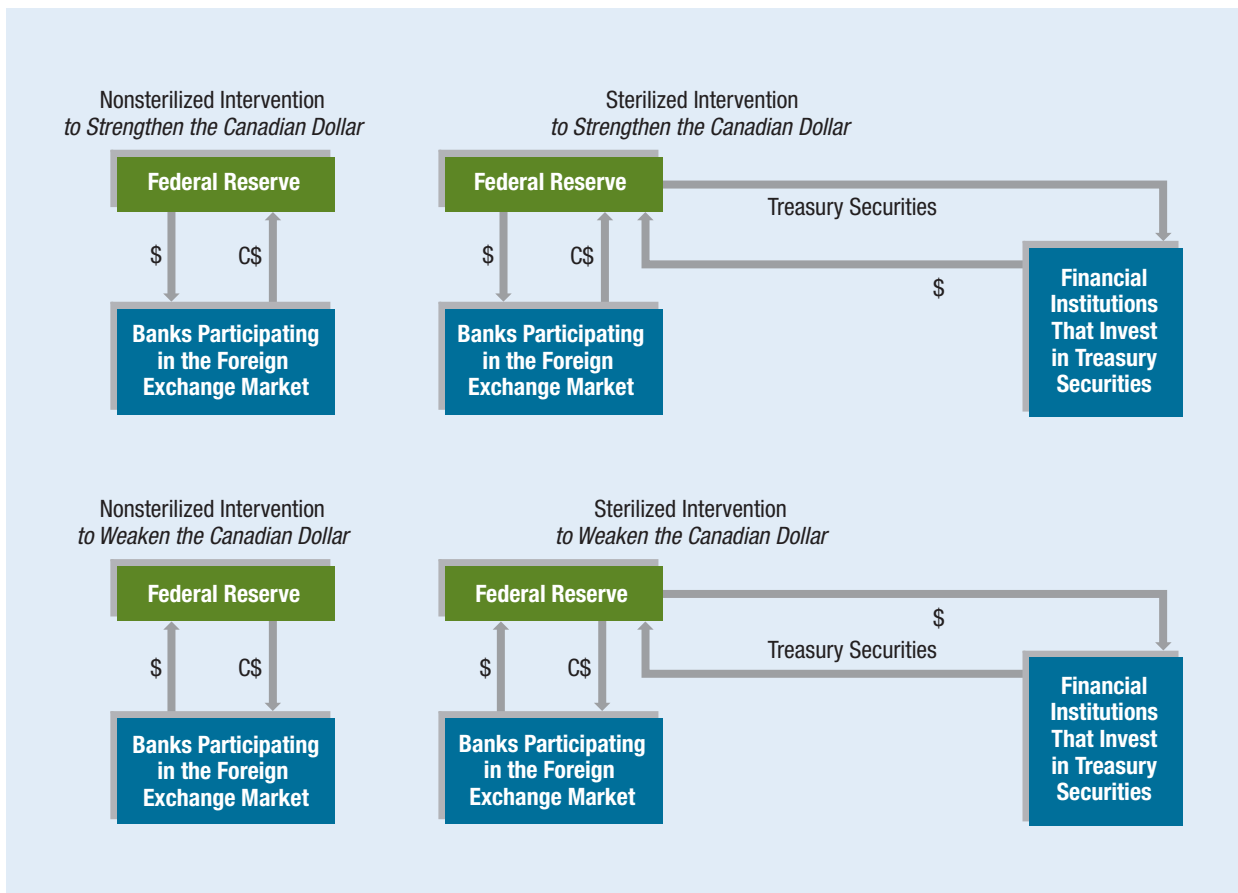 Nonsterilized Intervention
to Strengthen the Canadian Dollar
Federal Reserve
$
C$
Banks Participating
in the Foreign
Exchange Market
Sterilized Intervention
to Strengthen the Canadian Dollar
Federal Reserve
Treasury Securities
$
C$
$
Banks Participating
in the Foreign
Exchange Market
Financial
Institutions
That Invest
in Treasury
Securities
Nonsterilized Intervention
to Weaken the Canadian Dollar
Federal Reserve
$
C$
Banks Participating
in the Foreign
Exchange Market
Sterilized Intervention
to Weaken the Canadian Dollar
Federal Reserve
$
Treasury Securities
$
C$
Banks Participating
in the Foreign
Exchange Market
Financial
Institutions
That Invest
in Treasury
Securities